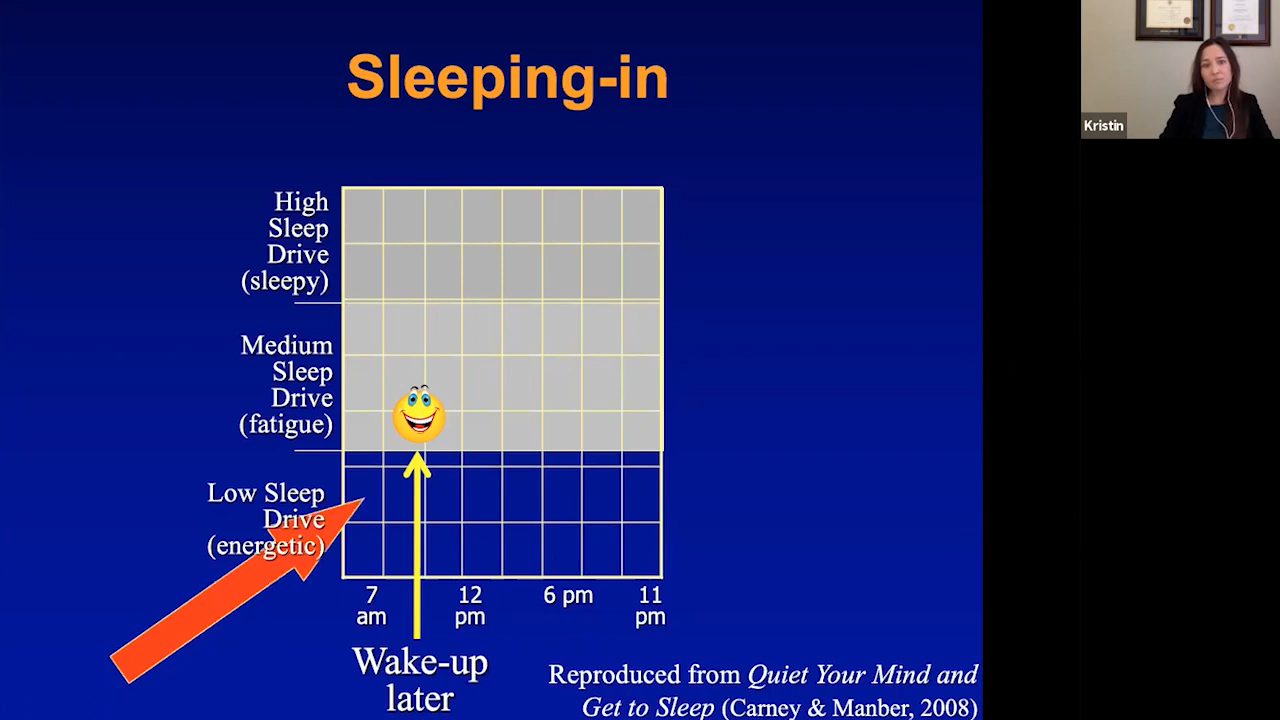 Sleeping-in
Kristin
High
Sleep
Drive
(sleepy)
Medium
Sleep
Drive
(fatigue)
Low Sleep
Drive
(energetic)
7
am
12
pm
6 pm
11
pm
Wake-up
later
Reproduced from Quiet Your Mind and
Get to Sleep (Carney & Manber, 2008)